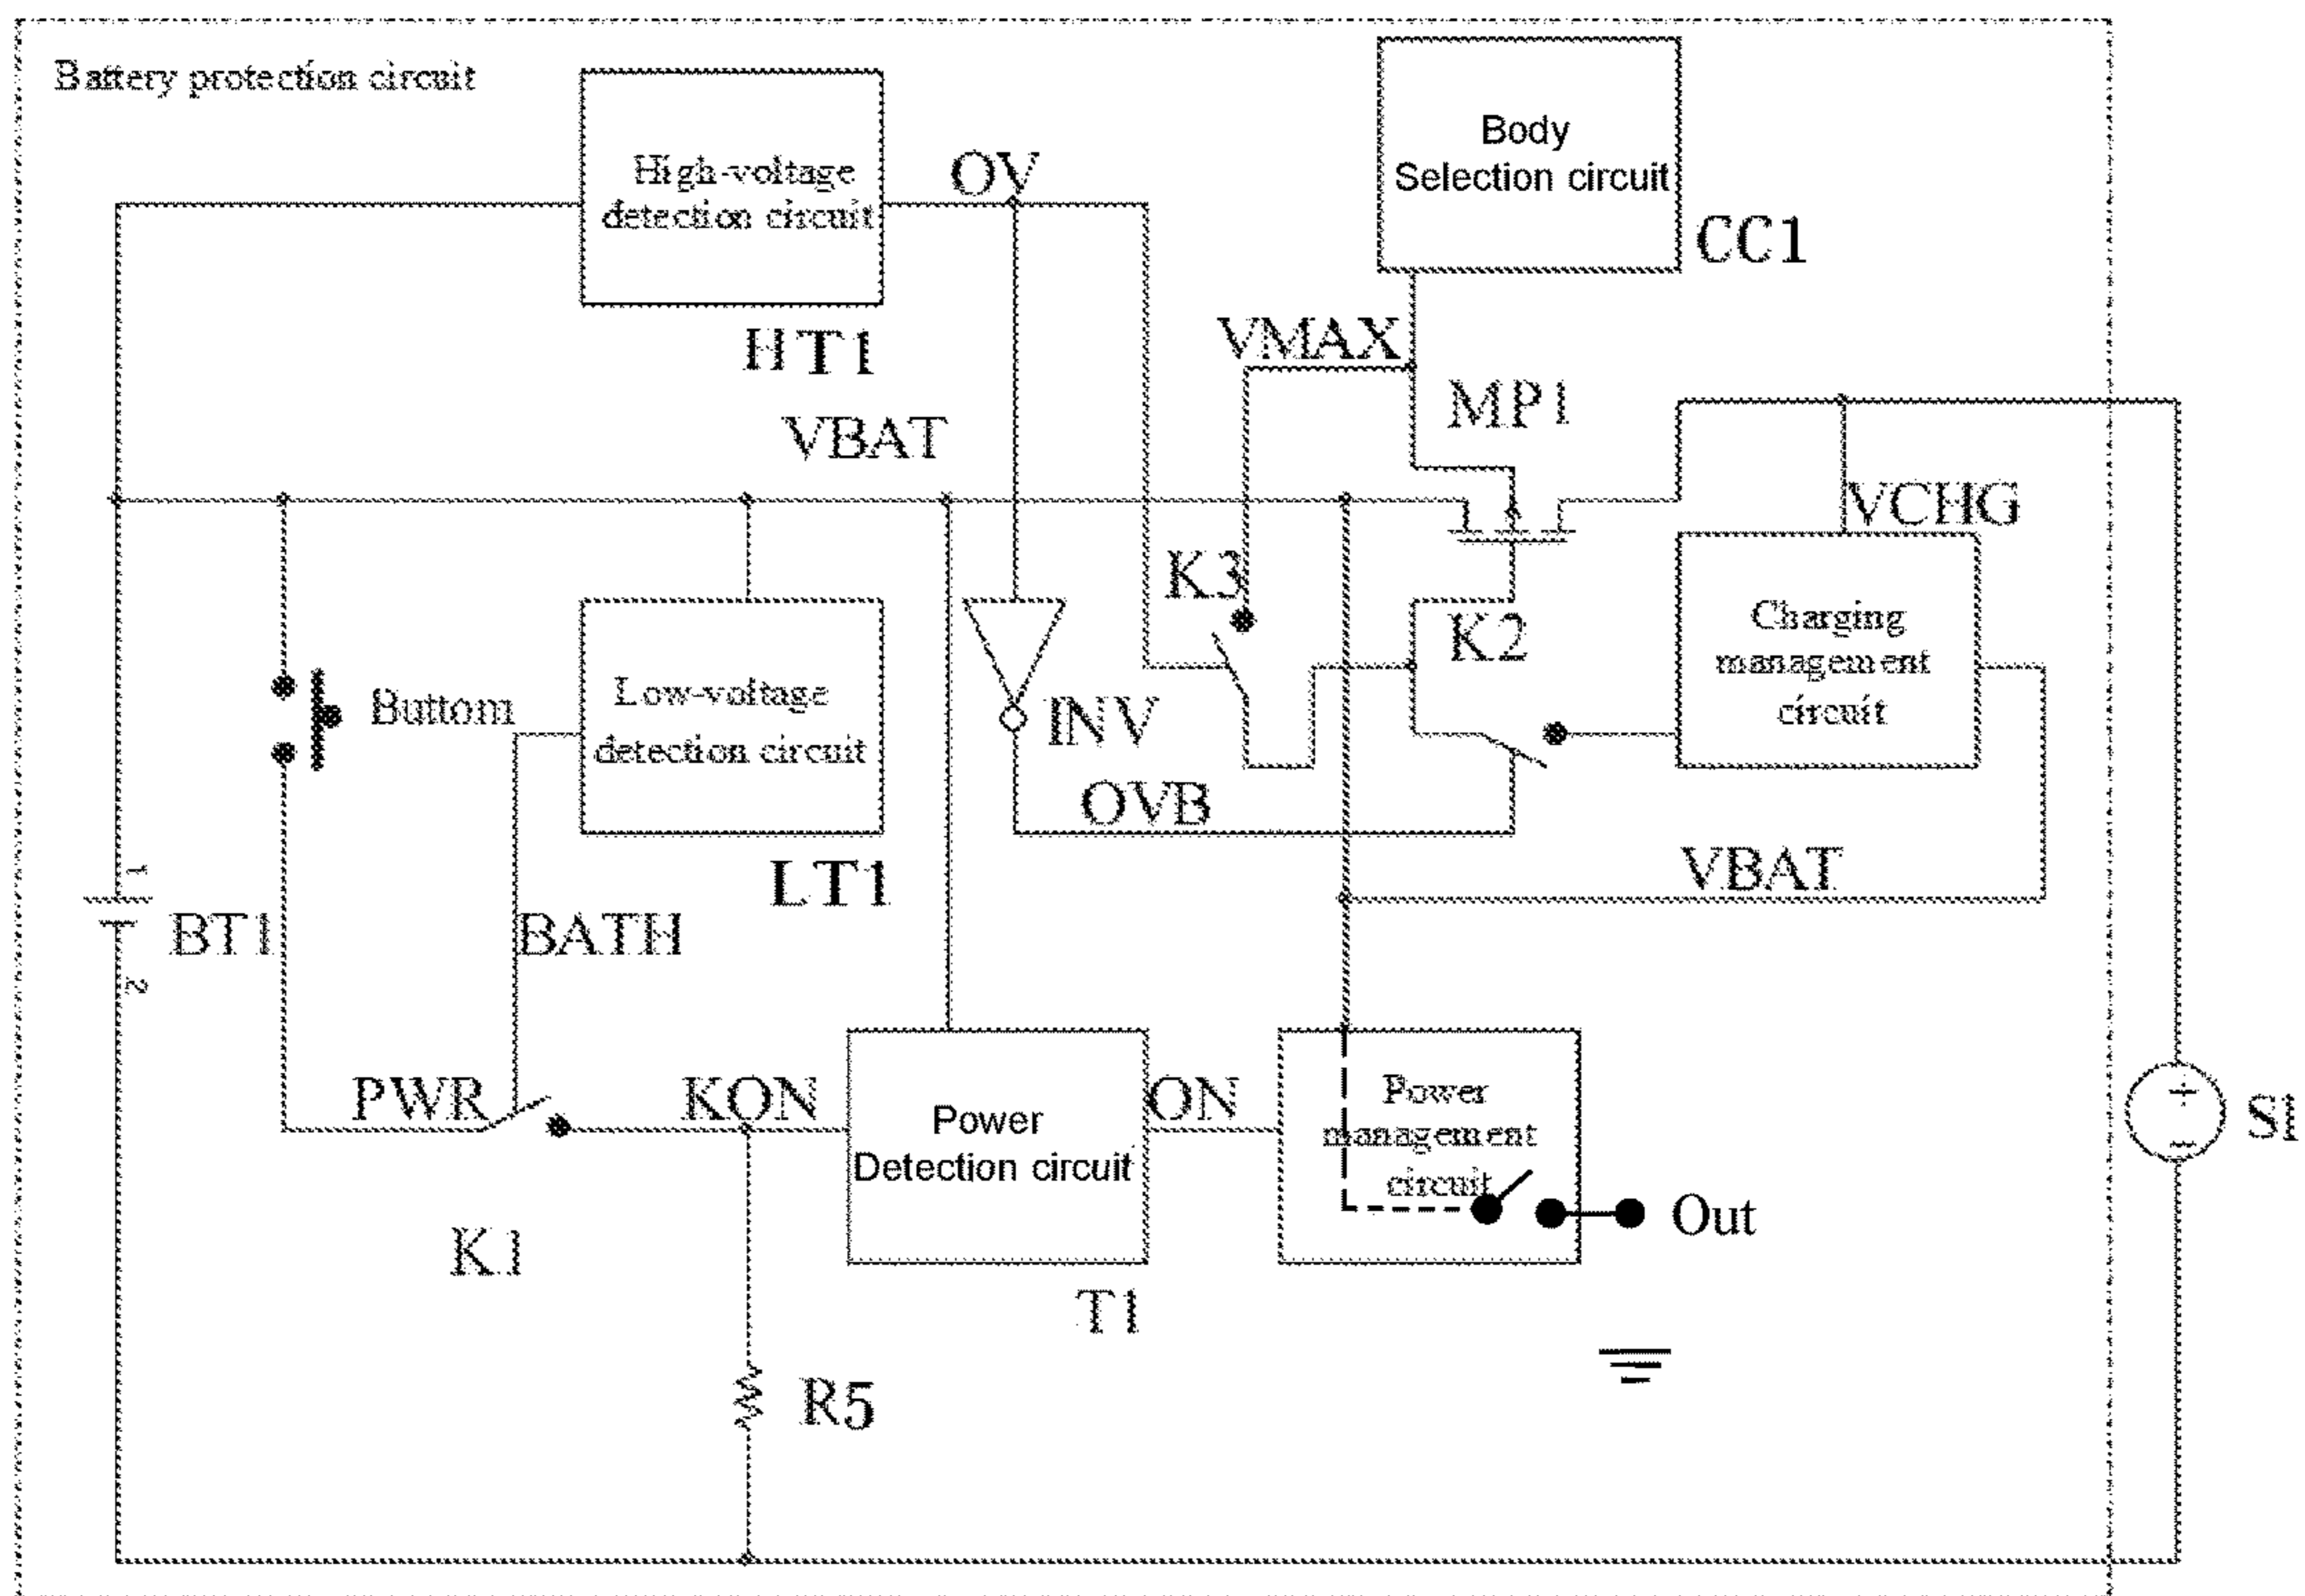 Battery protection circuit
High-voltage
detection circuit
HT1
OV
Body
Selection circuit
CC1
VMAX
MP1
VBAT
VCHG
K3
K2
Charging
management
circuit
Buttom
Low-voltage
detection circuit
LT1
INV
OVB
VBAT
1
BT1
2
BATH
PWR
K1
KON
Power
Detection circuit
T1
ON
Power
management
circuit
Out
S1
R5